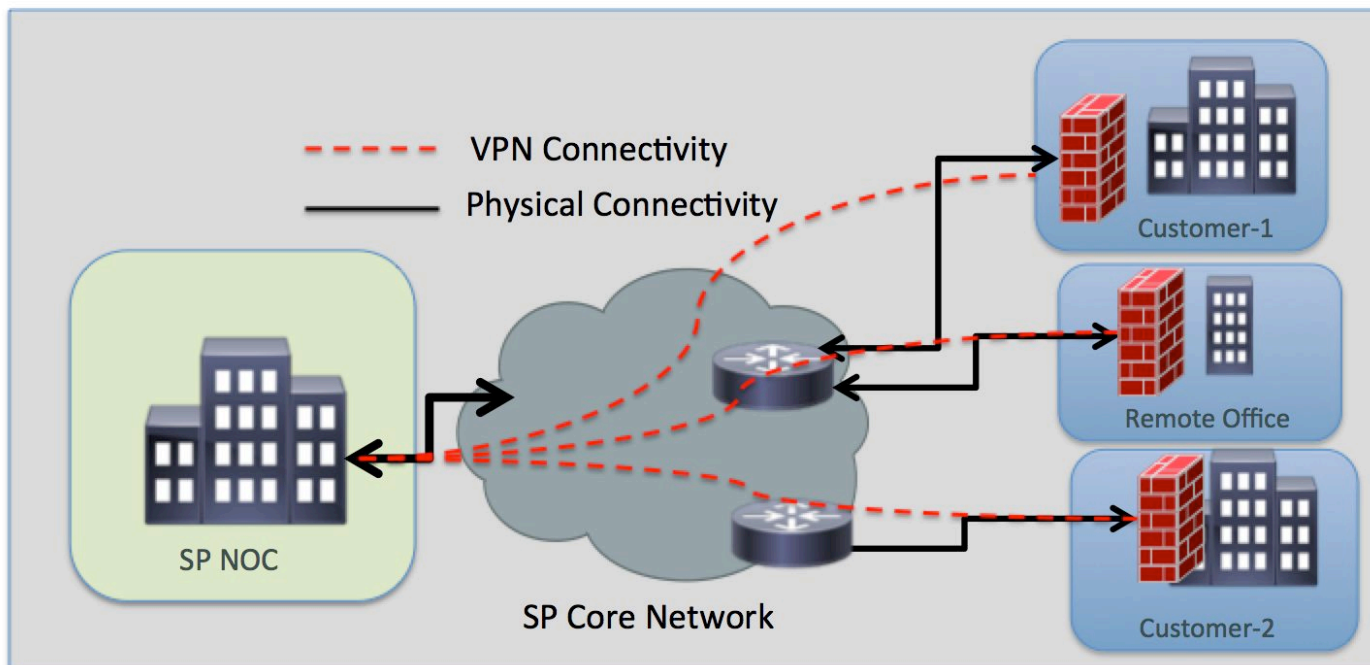 VPN Connectivity
Physical Connectivity
Customer-1
Remote Office
SP NOC
SP Core Network
Customer-2